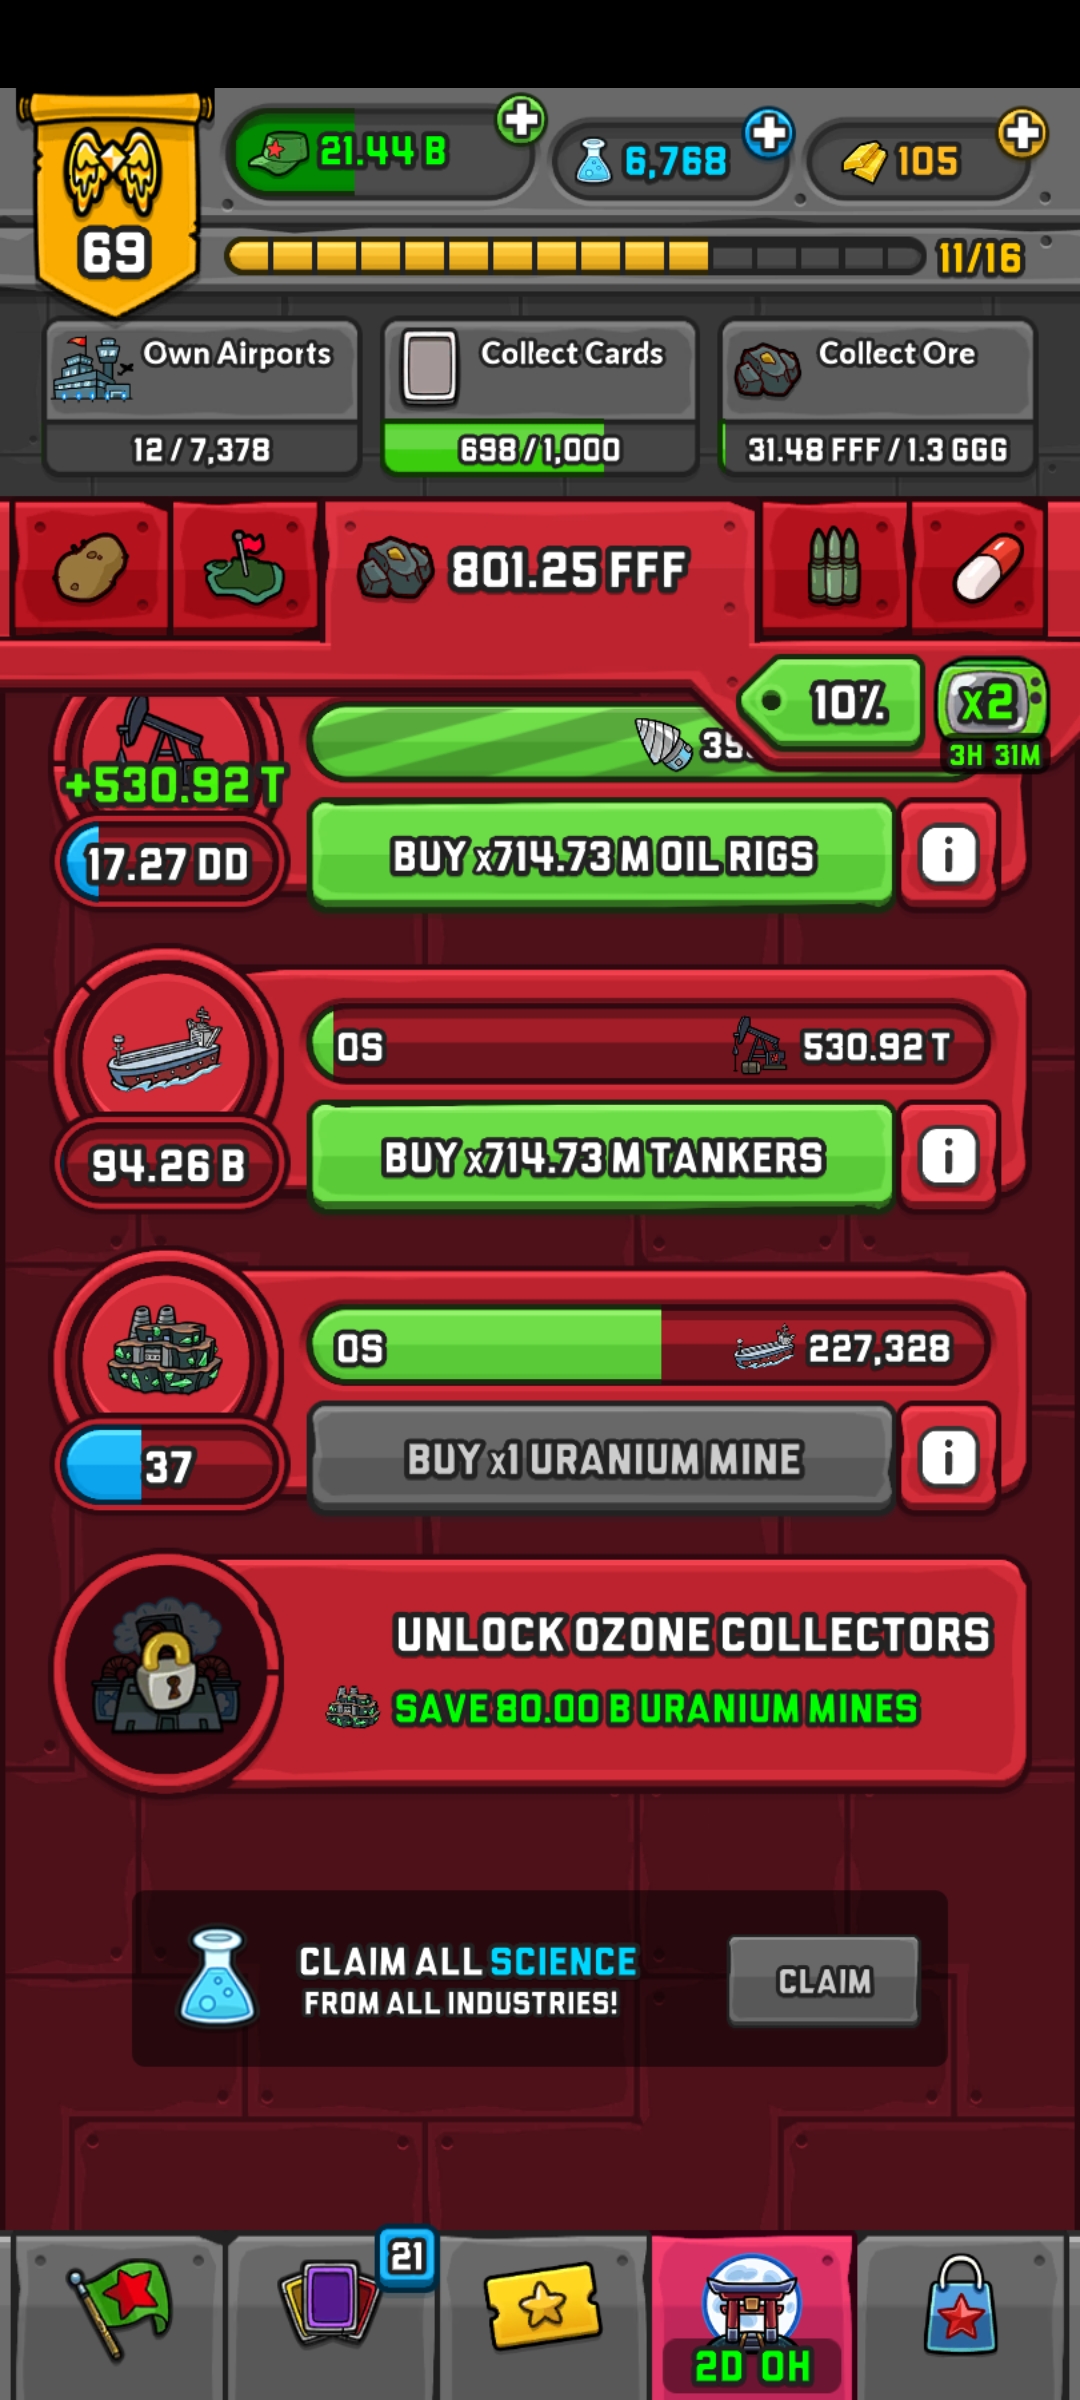 21.44 B
6,768
105
69
11/16
Own Airports
12 / 7,378
Collect Cards
698 / 1,000
Collect Ore
31.48 FFF / 1.3 GGG
801.25 FFF
10%
x2
3H 31M
+530.92 T
17.27 DD
BUY x714.73 M OIL RIGS
i
0S
530.92 T
94.26 B
BUY x714.73 M TANKERS
i
0S
227,328
37
BUY x1 URANIUM MINE
i
UNLOCK OZONE COLLECTORS
SAVE 80.00 B URANIUM MINES
CLAIM ALL SCIENCE
FROM ALL INDUSTRIES!
CLAIM
21
2D 0H